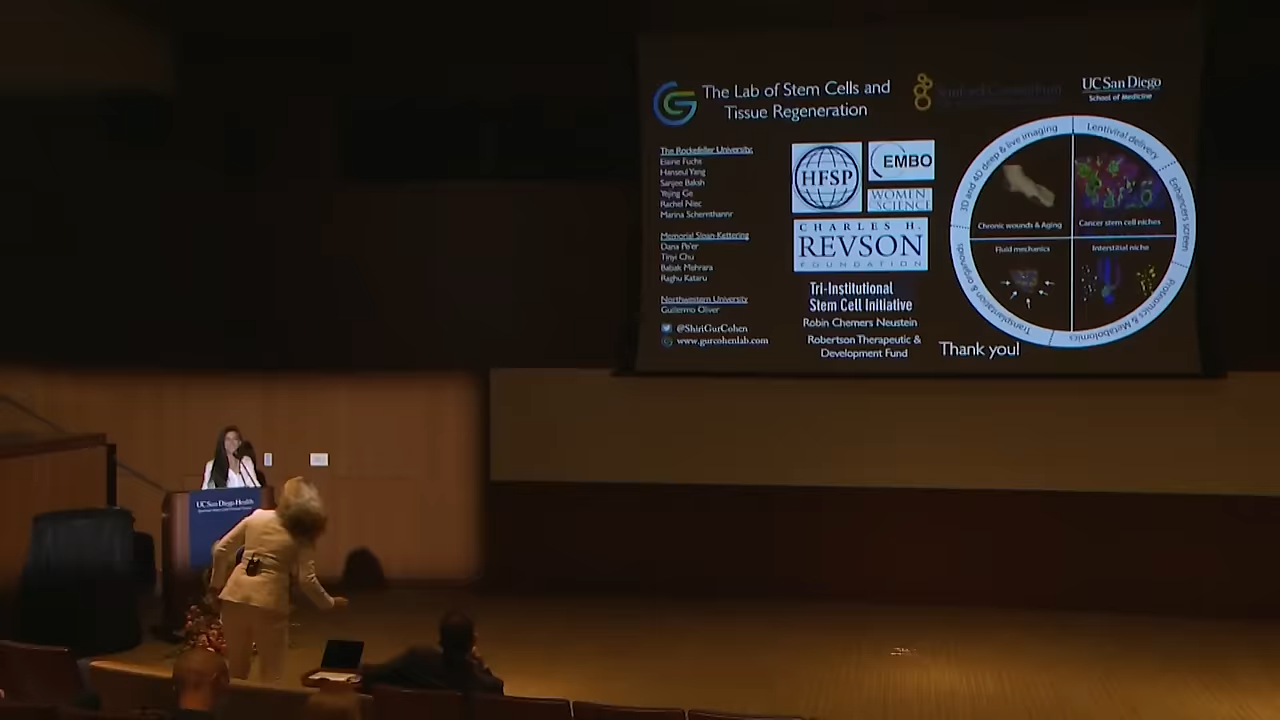 The Lab of Stem Cells and
Tissue Regeneration
UC San Diego
School of Medicine
The Rockefeller University:
Elaine Fuchs
Hanseul Yang
Sanjee Baksh
Yejing Ge
Rachel Niec
Marina Schernthannr
Memorial Sloan-Kettering
Dana Pe'er
Tinyi Chu
Babak Mehrara
Raghu Kataru
Northwestern University
Guillermo Oliver
@ShiriGurCohen
www.gurcohenlab.com
HFSP
EMBO
WOMEN
SCIENCE
CHARLES H.
REVSON
FOUNDATION
Tri-Institutional
Stem Cell Initiative
Robin Chemers Neustein
Robertson Therapeutic &
Development Fund
3D and 4D deep & live imaging
Lentiviral delivery
Enhancers screen
Proteomics & Metabolomics
Transplantation & organoids
Chronic wounds & Aging
Cancer stem cell niches
Fluid mechanics
Interstitial niche
Thank you!
UC San Diego Health